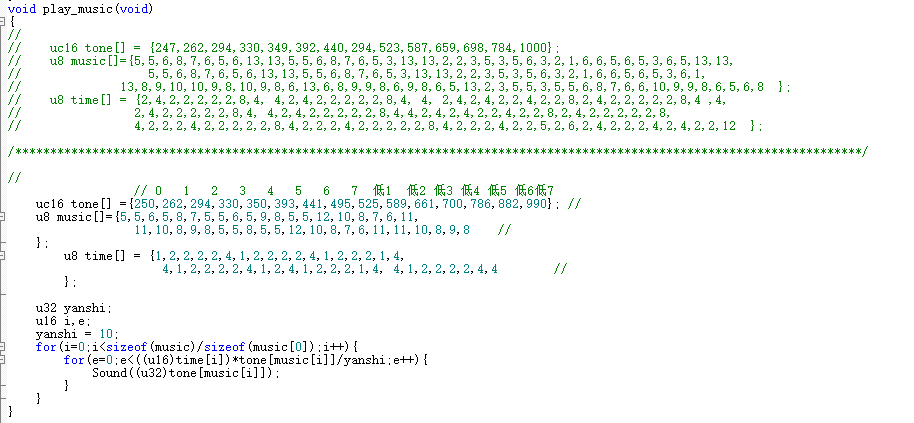 void play_music(void)
{
//
//    uc16 tone[] = {247,262,294,330,349,392,440,294,523,587,659,698,784,1000};
//    u8 music[]={5,5,6,8,7,6,5,6,13,13,5,5,6,8,7,6,5,3,13,13,2,2,3,5,3,5,6,3,2,1,6,6,5,6,5,3,6,5,13,13,
//              5,5,6,8,7,6,5,6,13,13,5,5,6,8,7,6,5,3,13,13,2,2,3,5,3,5,6,3,2,1,6,6,5,6,5,3,6,1,
//          13,8,9,10,10,9,8,10,9,8,6,13,6,8,9,9,8,6,9,8,6,5,13,2,3,5,5,3,5,5,6,8,7,6,6,10,9,9,8,6,5,6,8  };
//    u8 time[] = {2,4,2,2,2,2,2,8,4, 4,2,4,2,2,2,2,2,8,4, 4, 2,4,2,4,2,2,4,2,2,8,2,4,2,2,2,2,2,8,4 ,4,
//            2,4,2,2,2,2,2,8,4, 4,2,4,2,2,2,2,2,8,4,4,2,4,2,4,2,2,4,2,2,8,2,4,2,2,2,2,2,8,
//            4,2,2,2,4,2,2,2,2,2,8,4,2,2,2,4,2,2,2,2,2,8,4,2,2,2,4,2,2,5,2,6,2,4,2,2,2,4,2,4,2,2,12  };
/***********************************************************************************************************************/
//
// 0   1   2   3   4   5   6   7  低1  低2 低3 低4 低5 低6低7
uc16 tone[] ={250,262,294,330,350,393,441,495,525,589,661,700,786,882,990}; //
u8 music[]={5,5,6,5,8,7,5,5,6,5,9,8,5,5,12,10,8,7,6,11,
11,10,8,9,8,5,5,8,5,5,12,10,8,7,6,11,11,10,8,9,8    //
};
u8 time[] = {1,2,2,2,2,4,1,2,2,2,2,4,1,2,2,2,1,4,
4,1,2,2,2,2,4,1,2,4,1,2,2,2,1,4, 4,1,2,2,2,2,4,4        //
};
u32 yanshi;
u16 i,e;
yanshi = 10;
for(i=0;i<sizeof(music)/sizeof(music[0]);i++){
for(e=0;e<((u16)time[i])*tone[music[i]]/yanshi;e++){
Sound((u32)tone[music[i]]);
}
}
}